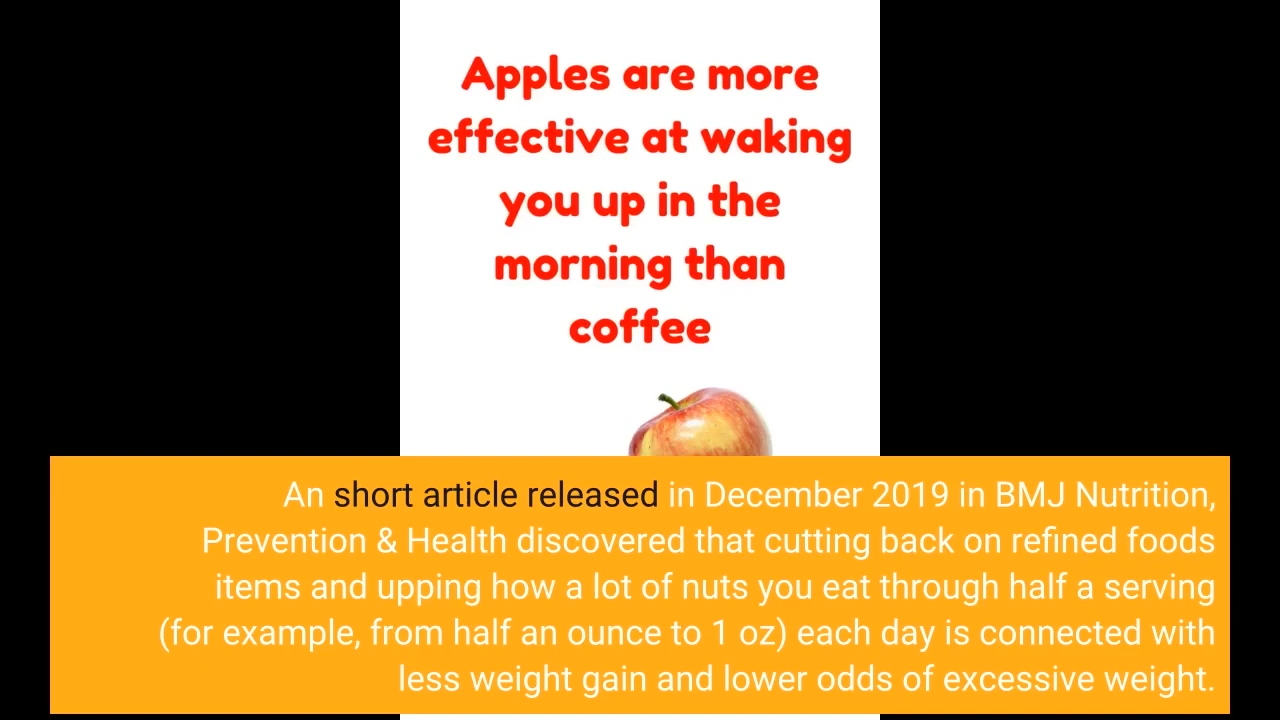 Apples are more
effective at waking
you up in the
morning than
coffee
An short article released in December 2019 in BMJ Nutrition,
Prevention & Health discovered that cutting back on refined foods
items and upping how a lot of nuts you eat through half a serving
(for example, from half an ounce to 1 oz) each day is connected with
less weight gain and lower odds of excessive weight.